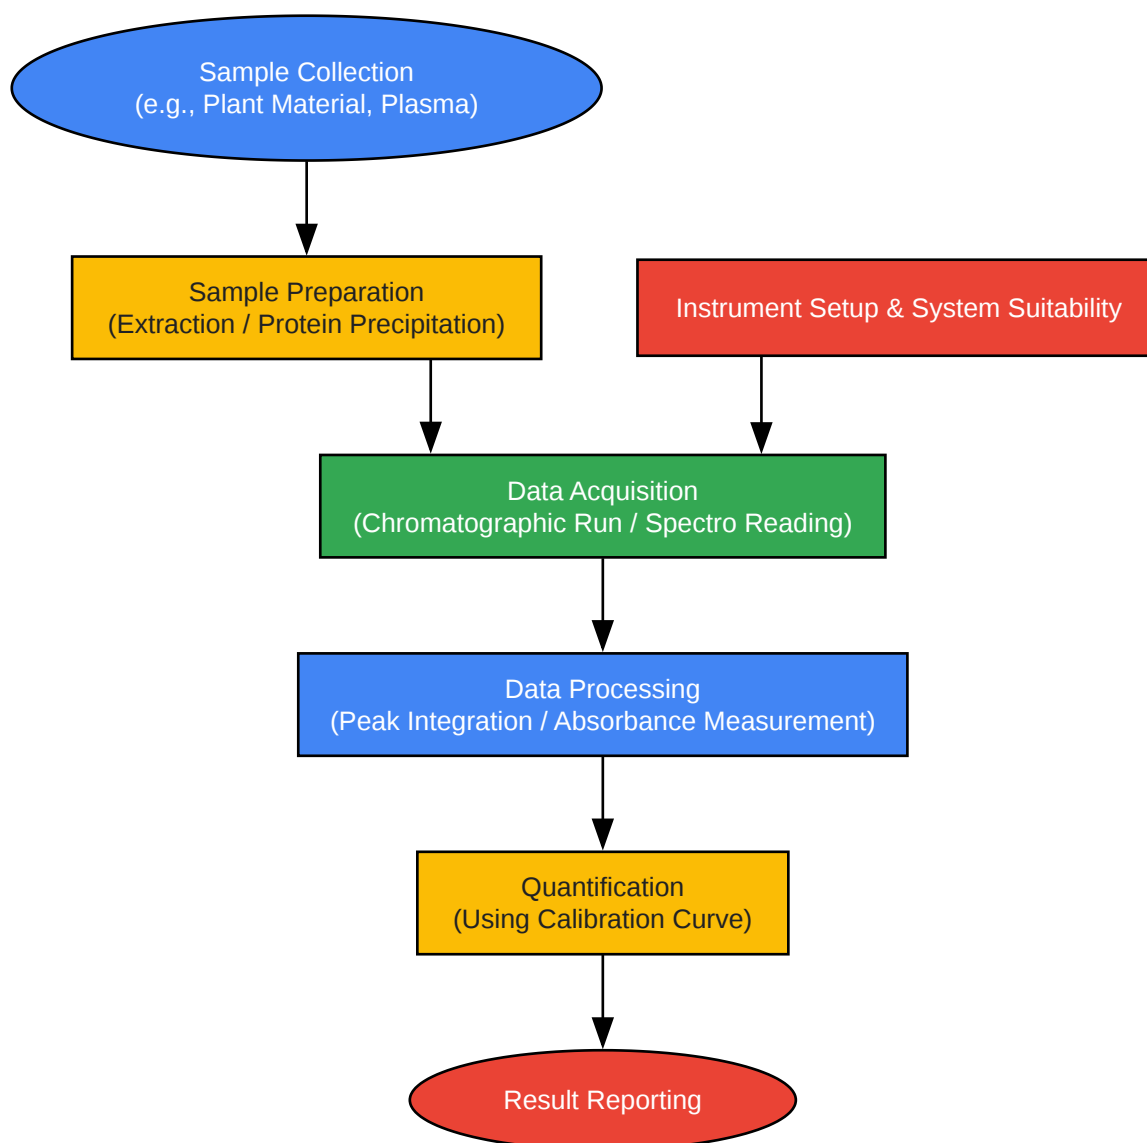 Sample Collection
(e.g., Plant Material, Plasma)
Sample Preparation
(Extraction / Protein Precipitation)
Instrument Setup & System Suitability
Data Acquisition
(Chromatographic Run / Spectro Reading)
Data Processing
(Peak Integration / Absorbance Measurement)
Quantification
(Using Calibration Curve)
Result Reporting